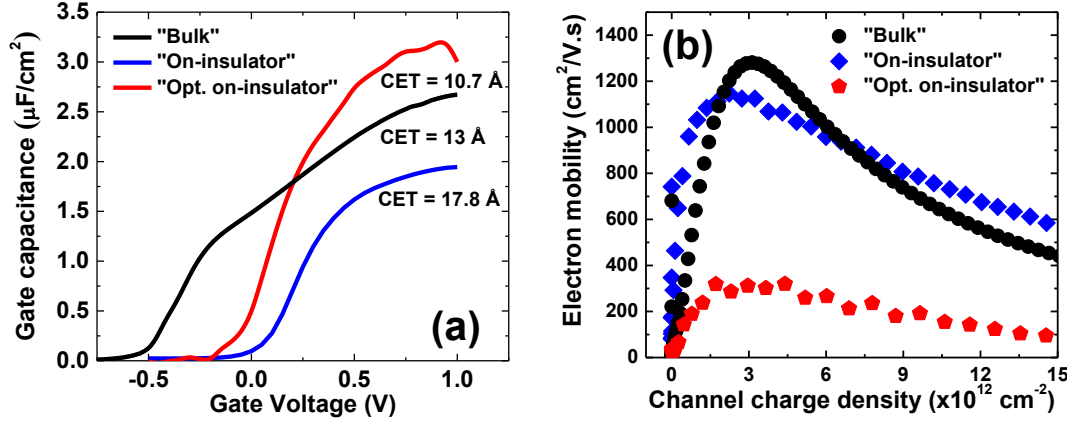 (a)
3.5
3.0
2.5
2.0
1.5
1.0
0.5
0.0
Gate capacitance (µF/cm²)
"Bulk"
"On-insulator"
"Opt. on-insulator"
CET = 10.7 Å
CET = 13 Å
CET = 17.8 Å
(a)
-0.5
0.0
0.5
1.0
Gate Voltage (V)
(b)
1400
1200
1000
800
600
400
200
0
Electron mobility (cm²/V.s)
"Bulk"
"On-insulator"
"Opt. on-insulator"
0
3
6
9
12
15
Channel charge density (x10¹² cm⁻²)